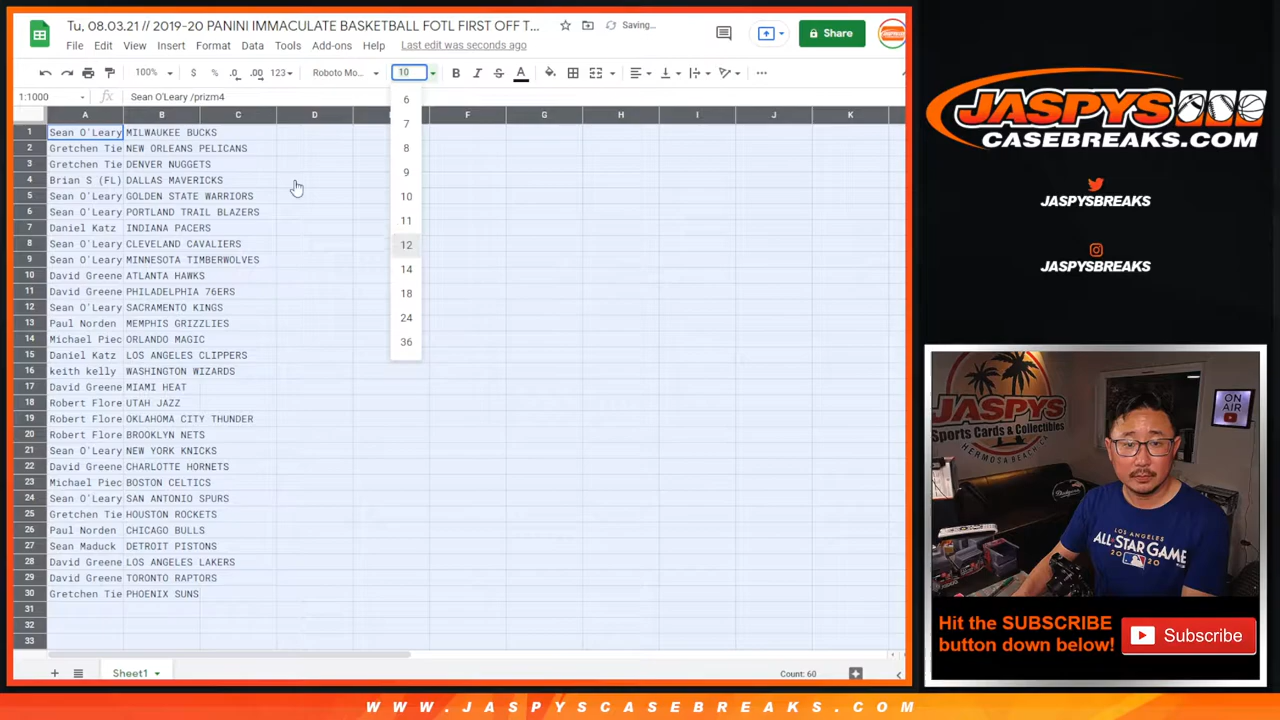 Tu, 08.03.21 // 2019-20 PANINI IMMACULATE BASKETBALL FOTL FIRST OFF T...
Saving...
File Edit View Insert Format Data Tools Add-ons Help Last edit was seconds ago
Share
100% $ % .0 .00 123 Roboto Mo... 10 B I S A
1:1000 fx Sean O'Leary /prizm4
A B C D F G H I J K
1 Sean O'Leary MILWAUKEE BUCKS
2 Gretchen Tie NEW ORLEANS PELICANS
3 Gretchen Tie DENVER NUGGETS
4 Brian S (FL) DALLAS MAVERICKS
5 Sean O'Leary GOLDEN STATE WARRIORS
6 Sean O'Leary PORTLAND TRAIL BLAZERS
7 Daniel Katz INDIANA PACERS
8 Sean O'Leary CLEVELAND CAVALIERS
9 Sean O'Leary MINNESOTA TIMBERWOLVES
10 David Greene ATLANTA HAWKS
11 David Greene PHILADELPHIA 76ERS
12 Sean O'Leary SACRAMENTO KINGS
13 Paul Norden MEMPHIS GRIZZLIES
14 Michael Piec ORLANDO MAGIC
15 Daniel Katz LOS ANGELES CLIPPERS
16 keith kelly WASHINGTON WIZARDS
17 David Greene MIAMI HEAT
18 Robert Flore UTAH JAZZ
19 Robert Flore OKLAHOMA CITY THUNDER
20 Robert Flore BROOKLYN NETS
21 Sean O'Leary NEW YORK KNICKS
22 David Greene CHARLOTTE HORNETS
23 Michael Piec BOSTON CELTICS
24 Sean O'Leary SAN ANTONIO SPURS
25 Gretchen Tie HOUSTON ROCKETS
26 Paul Norden CHICAGO BULLS
27 Sean Maduck DETROIT PISTONS
28 David Greene LOS ANGELES LAKERS
29 David Greene TORONTO RAPTORS
30 Gretchen Tie PHOENIX SUNS
31
32
33
6
7
8
9
10
11
12
14
18
24
36
Sheet1
Count: 60
JASPYS
CASEBREAKS.COM
JASPYSBREAKS
JASPYSBREAKS
JASPYS
Sports Cards & Collectibles
HERMOSA BEACH CA
ON
AIR
Dodgers
LOS ANGELES
ALL STAR GAME
2020
Hit the SUBSCRIBE
button down below!
Subscribe
WWW.JASPYSCASEBREAKS.COM